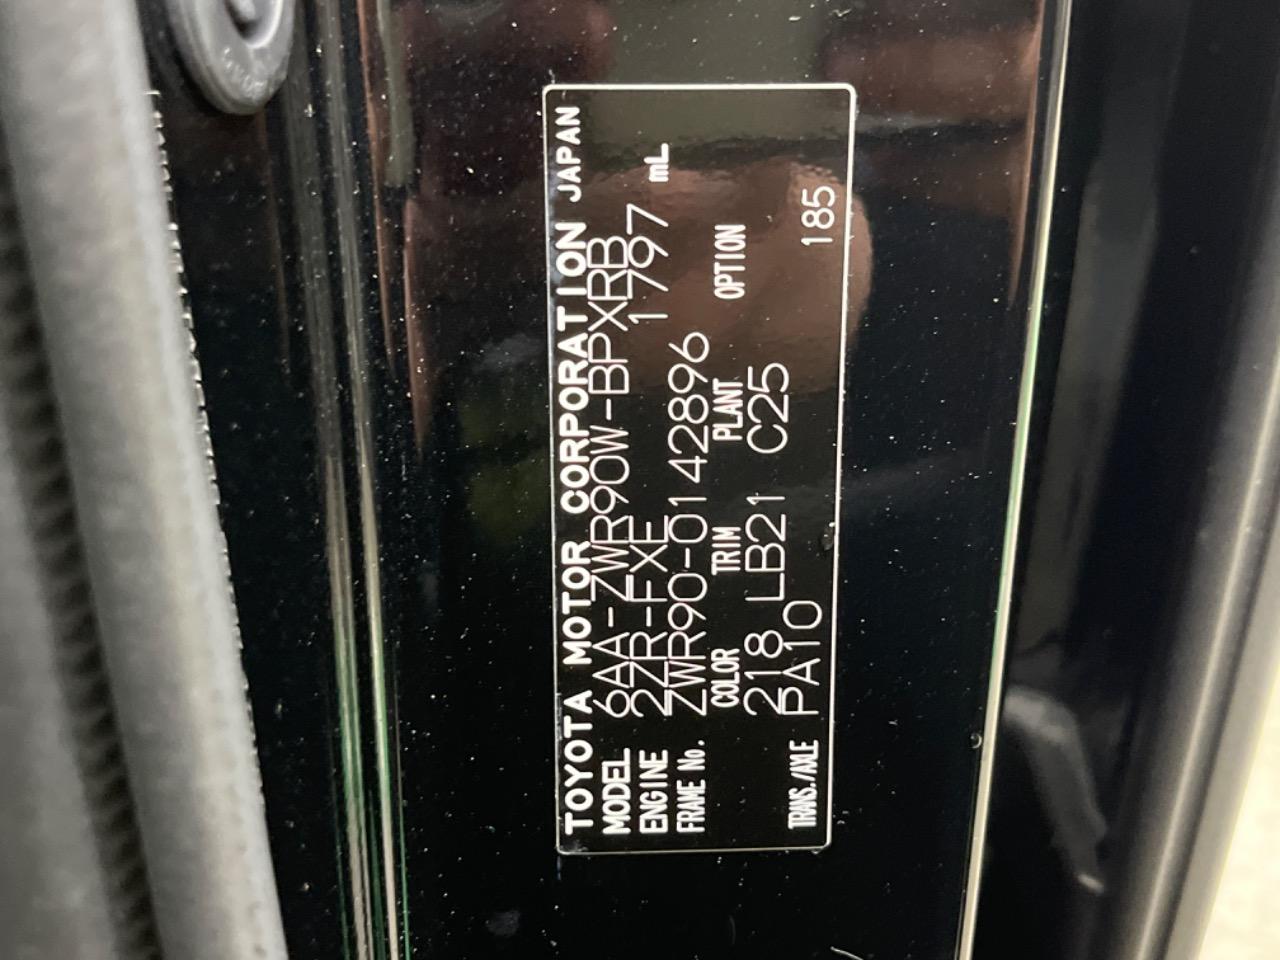 TOYOTA MOTOR CORPORATION JAPAN
MODEL 6AA-ZWR90W-BPXRB
ENGINE 2ZR-FXE 1797 mL
FRAME No. ZWR90-0142896
COLOR TRIM PLANT OPTION
218 LB21 C25
TRANS./AXLE PA10 185